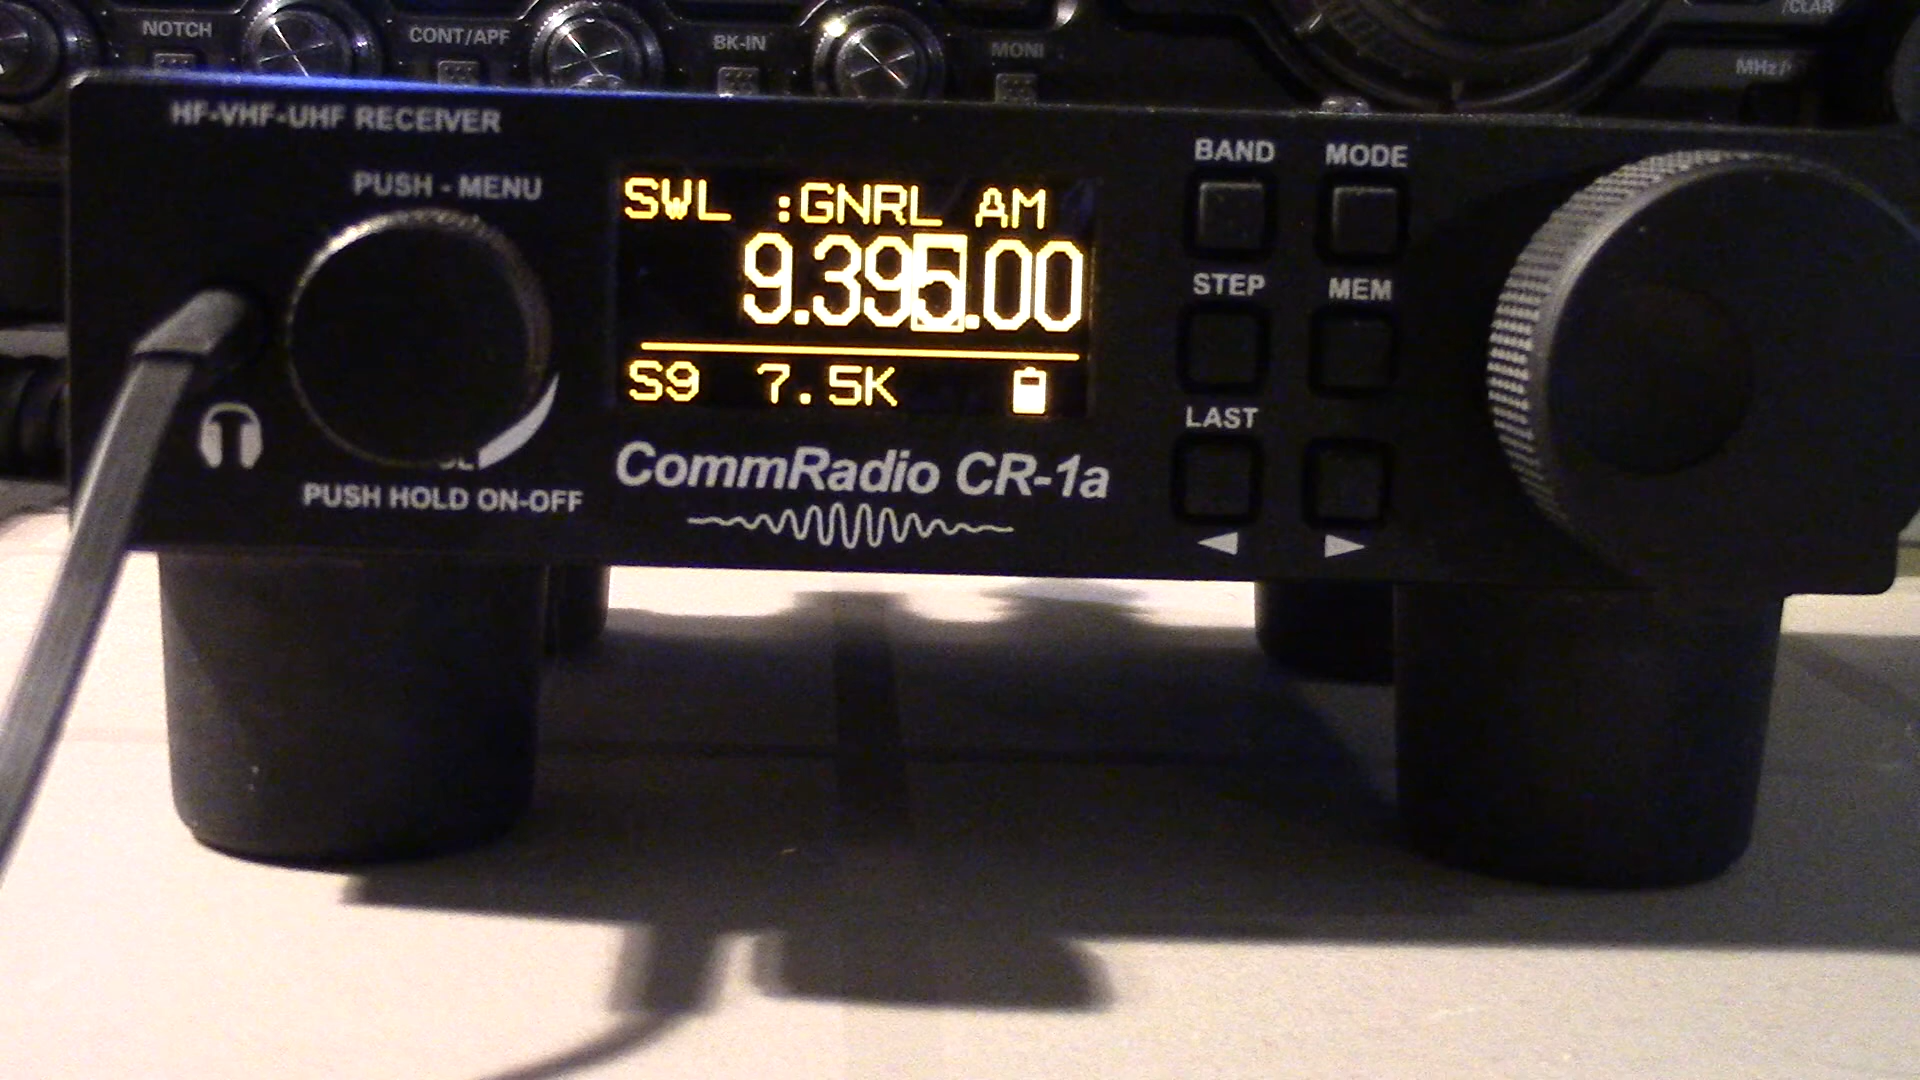 /CLAR
NOTCH
CONT/APF
BK-IN
MONI
HF-VHF-UHF RECEIVER
PUSH - MENU
SWL :GNRL AM
9.395.00
S9 7.5K
BAND MODE
STEP MEM
LAST
PUSH HOLD ON-OFF
CommRadio CR-1a